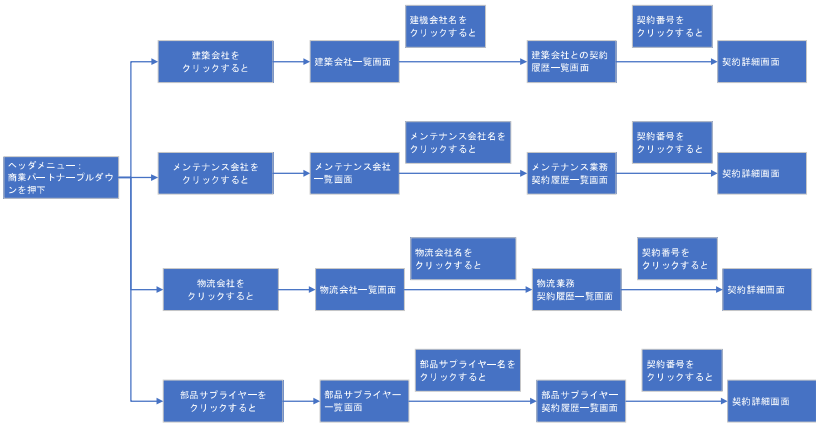 建機会社名を
クリックすると
契約番号を
クリックすると
建築会社を
クリックすると
建築会社一覧画面
建築会社との契約
履歴一覧画面
契約詳細画面
メンテナンス会社名を
クリックすると
契約番号を
クリックすると
ヘッダメニュー：
商業パートナープルダウ
ンを押下
メンテナンス会社を
クリックすると
メンテナンス会社
一覧画面
メンテナンス業務
契約履歴一覧画面
契約詳細画面
物流会社名を
クリックすると
契約番号を
クリックすると
物流会社を
クリックすると
物流会社一覧画面
物流業務
契約履歴一覧画面
契約詳細画面
部品サプライヤー名を
クリックすると
契約番号を
クリックすると
部品サプライヤーを
クリックすると
部品サプライヤー
一覧画面
部品サプライヤー
契約履歴一覧画面
契約詳細画面